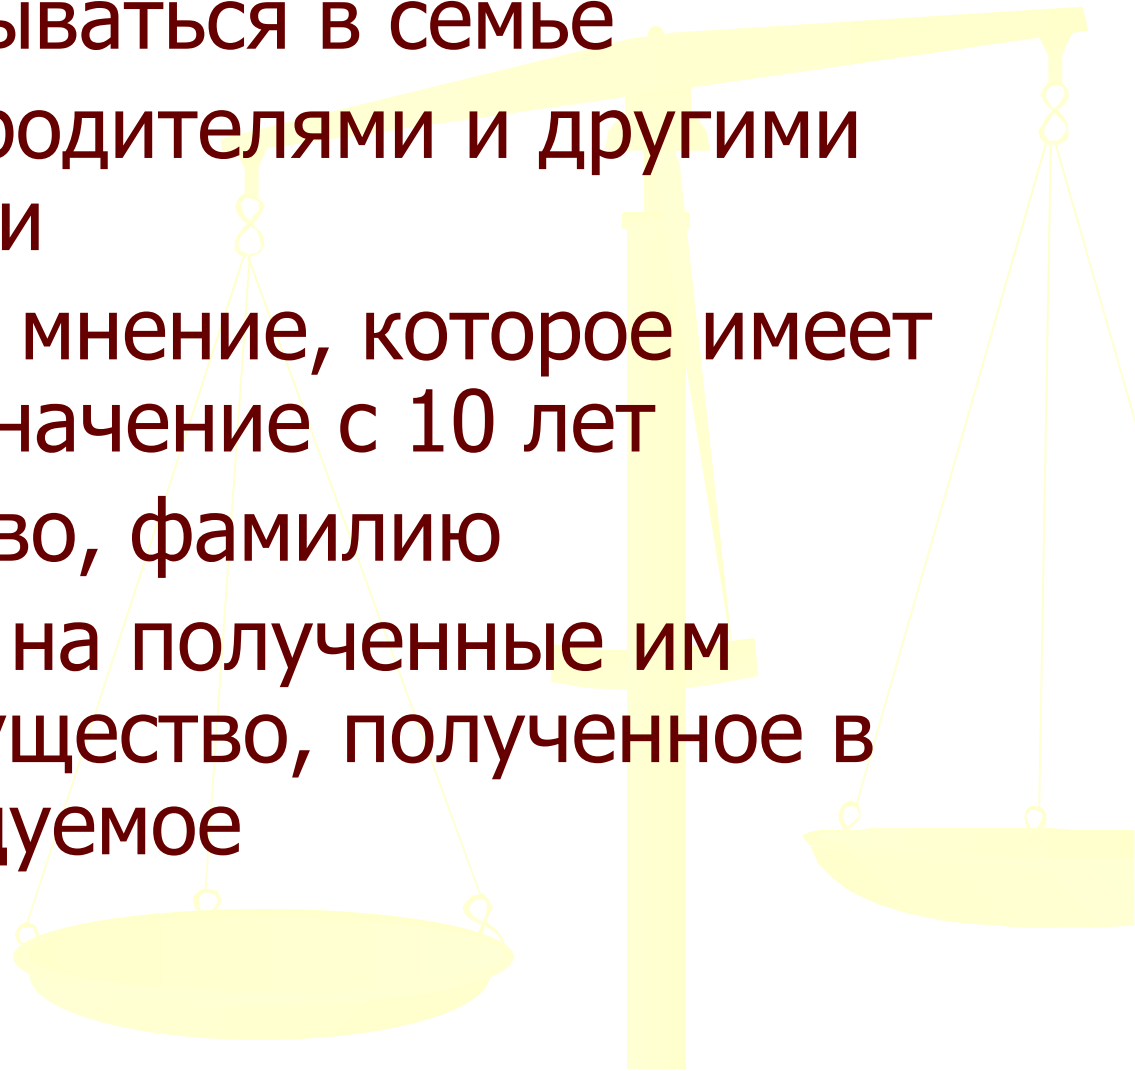 ываться в семье
родителями и другими
и
мнение, которое имеет
начение с 10 лет
во, фамилию
на полученные им
ущество, полученное в
дуемое